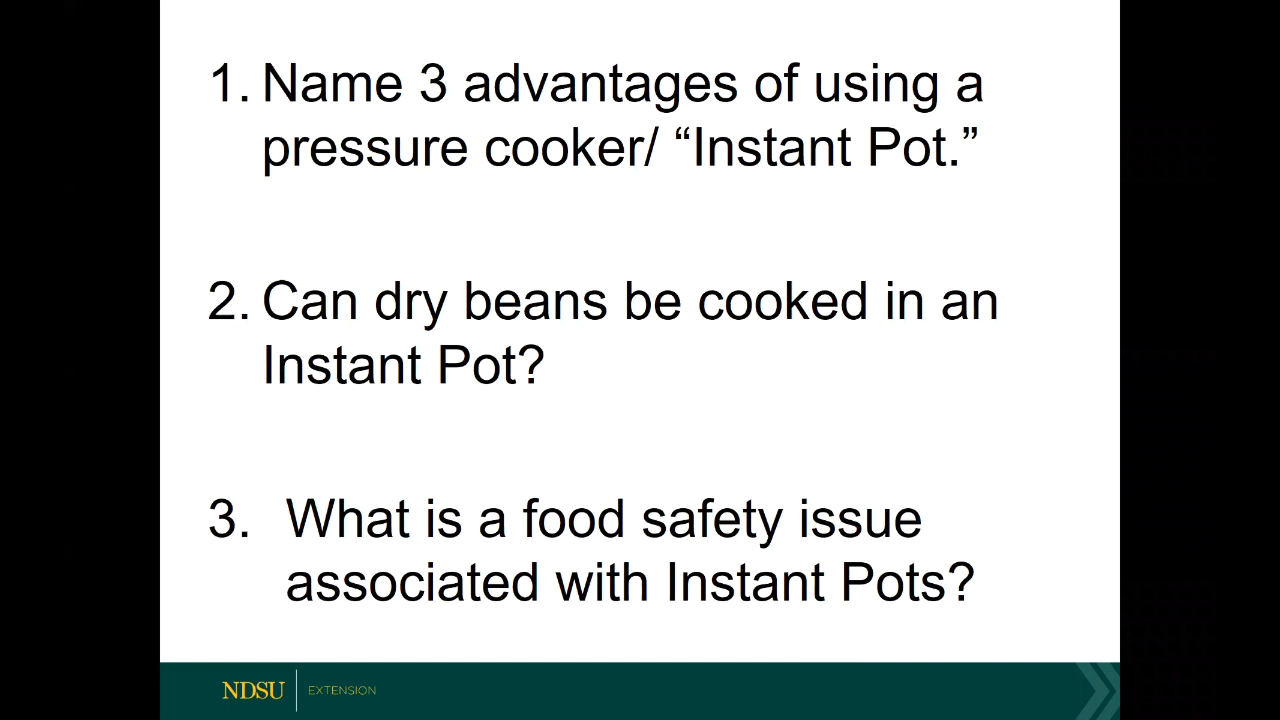 1. Name 3 advantages of using a
pressure cooker/ “Instant Pot.”
2. Can dry beans be cooked in an
Instant Pot?
3. What is a food safety issue
associated with Instant Pots?
NDSU EXTENSION